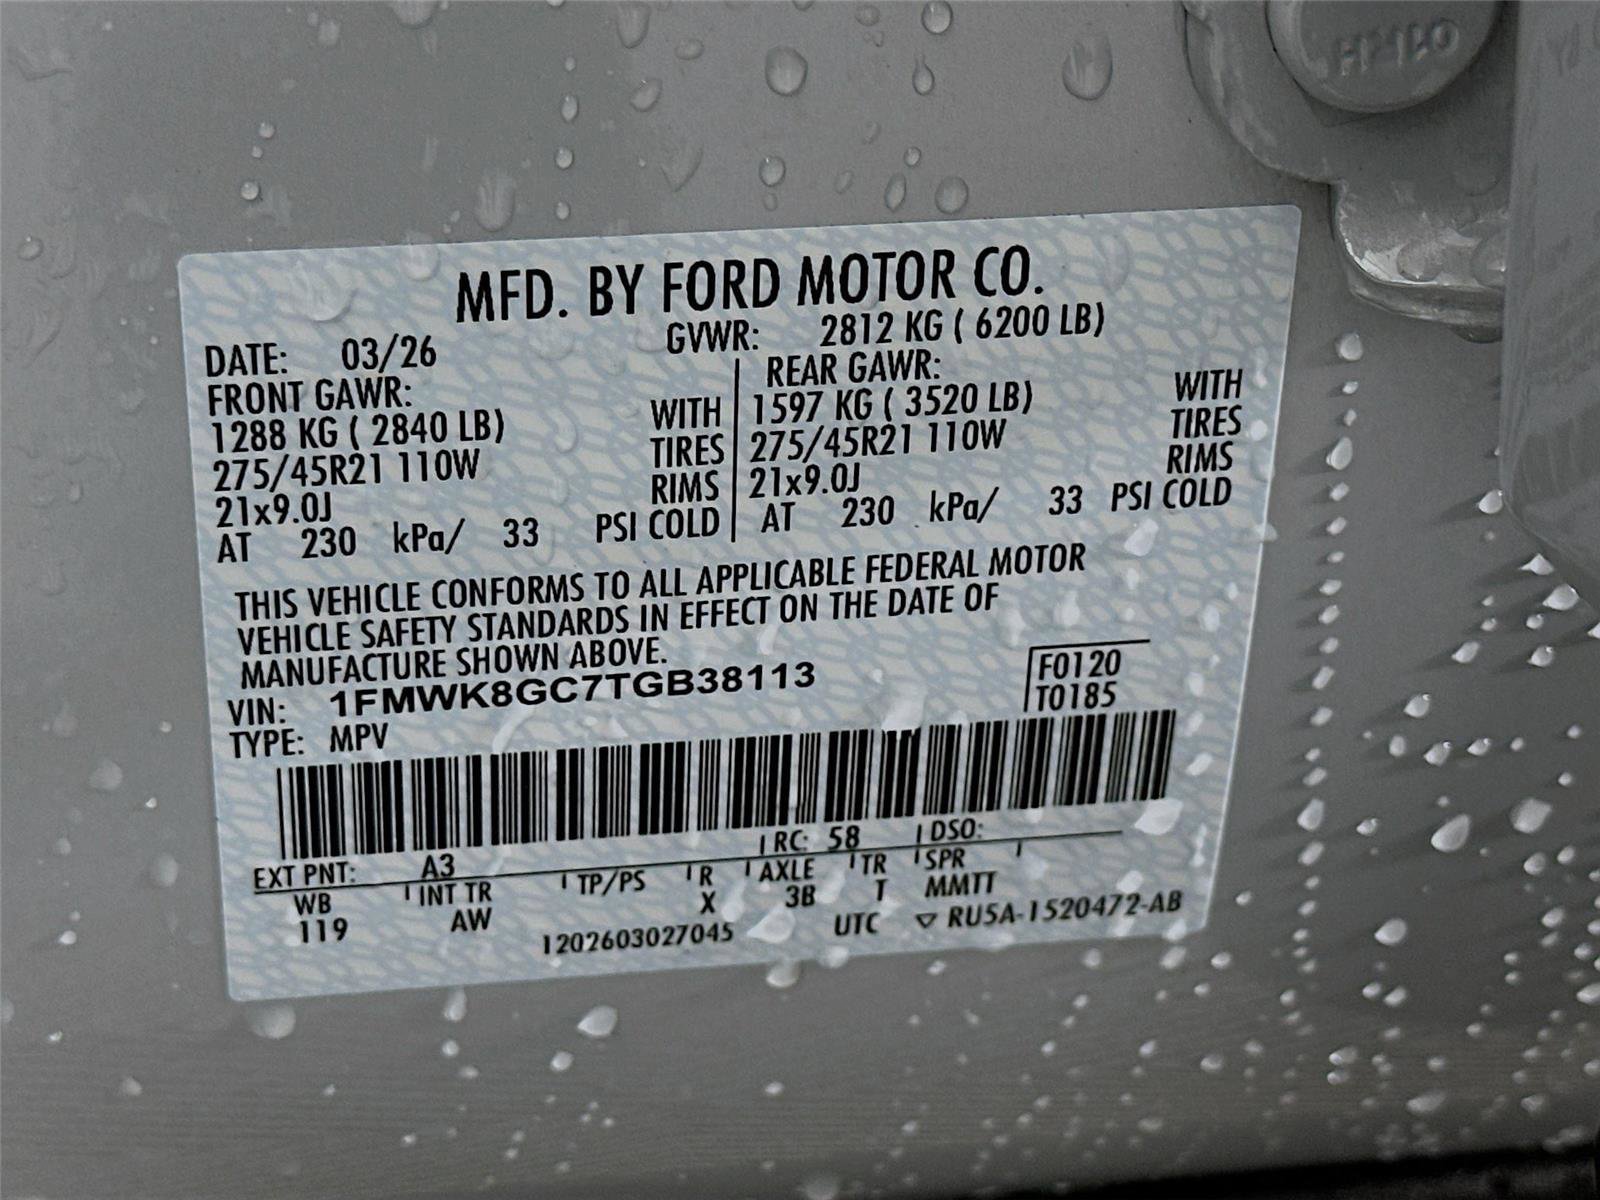 MFD. BY FORD MOTOR CO.
DATE: 03/26 GVWR: 2812 KG ( 6200 LB)
FRONT GAWR: REAR GAWR:
1288 KG ( 2840 LB) WITH 1597 KG ( 3520 LB) WITH
275/45R21 110W TIRES 275/45R21 110W TIRES
21x9.0J RIMS 21x9.0J RIMS
AT 230 kPa/ 33 PSI COLD AT 230 kPa/ 33 PSI COLD
THIS VEHICLE CONFORMS TO ALL APPLICABLE FEDERAL MOTOR
VEHICLE SAFETY STANDARDS IN EFFECT ON THE DATE OF
MANUFACTURE SHOWN ABOVE.
VIN: 1FMWK8GC7TGB38113 F0120
TYPE: MPV T0185
EXT PNT: A3 RC: 58 DSO:
WB INT TR TP/PS R AXLE TR SPR
119 AW X 3B T MMTT
1202603027045 UTC ▽ RU5A-1520472-AB